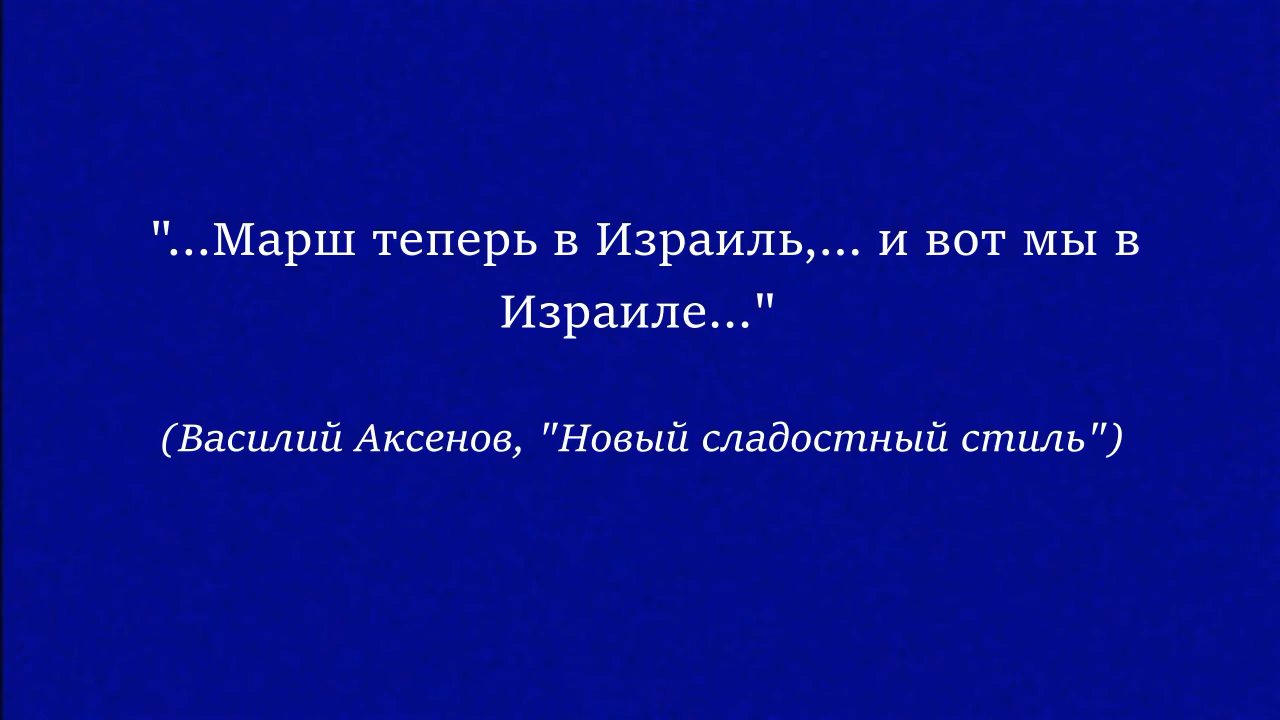 "...Марш теперь в Израиль,... и вот мы в
Израиле..."
(Василий Аксенов, "Новый сладостный стиль")